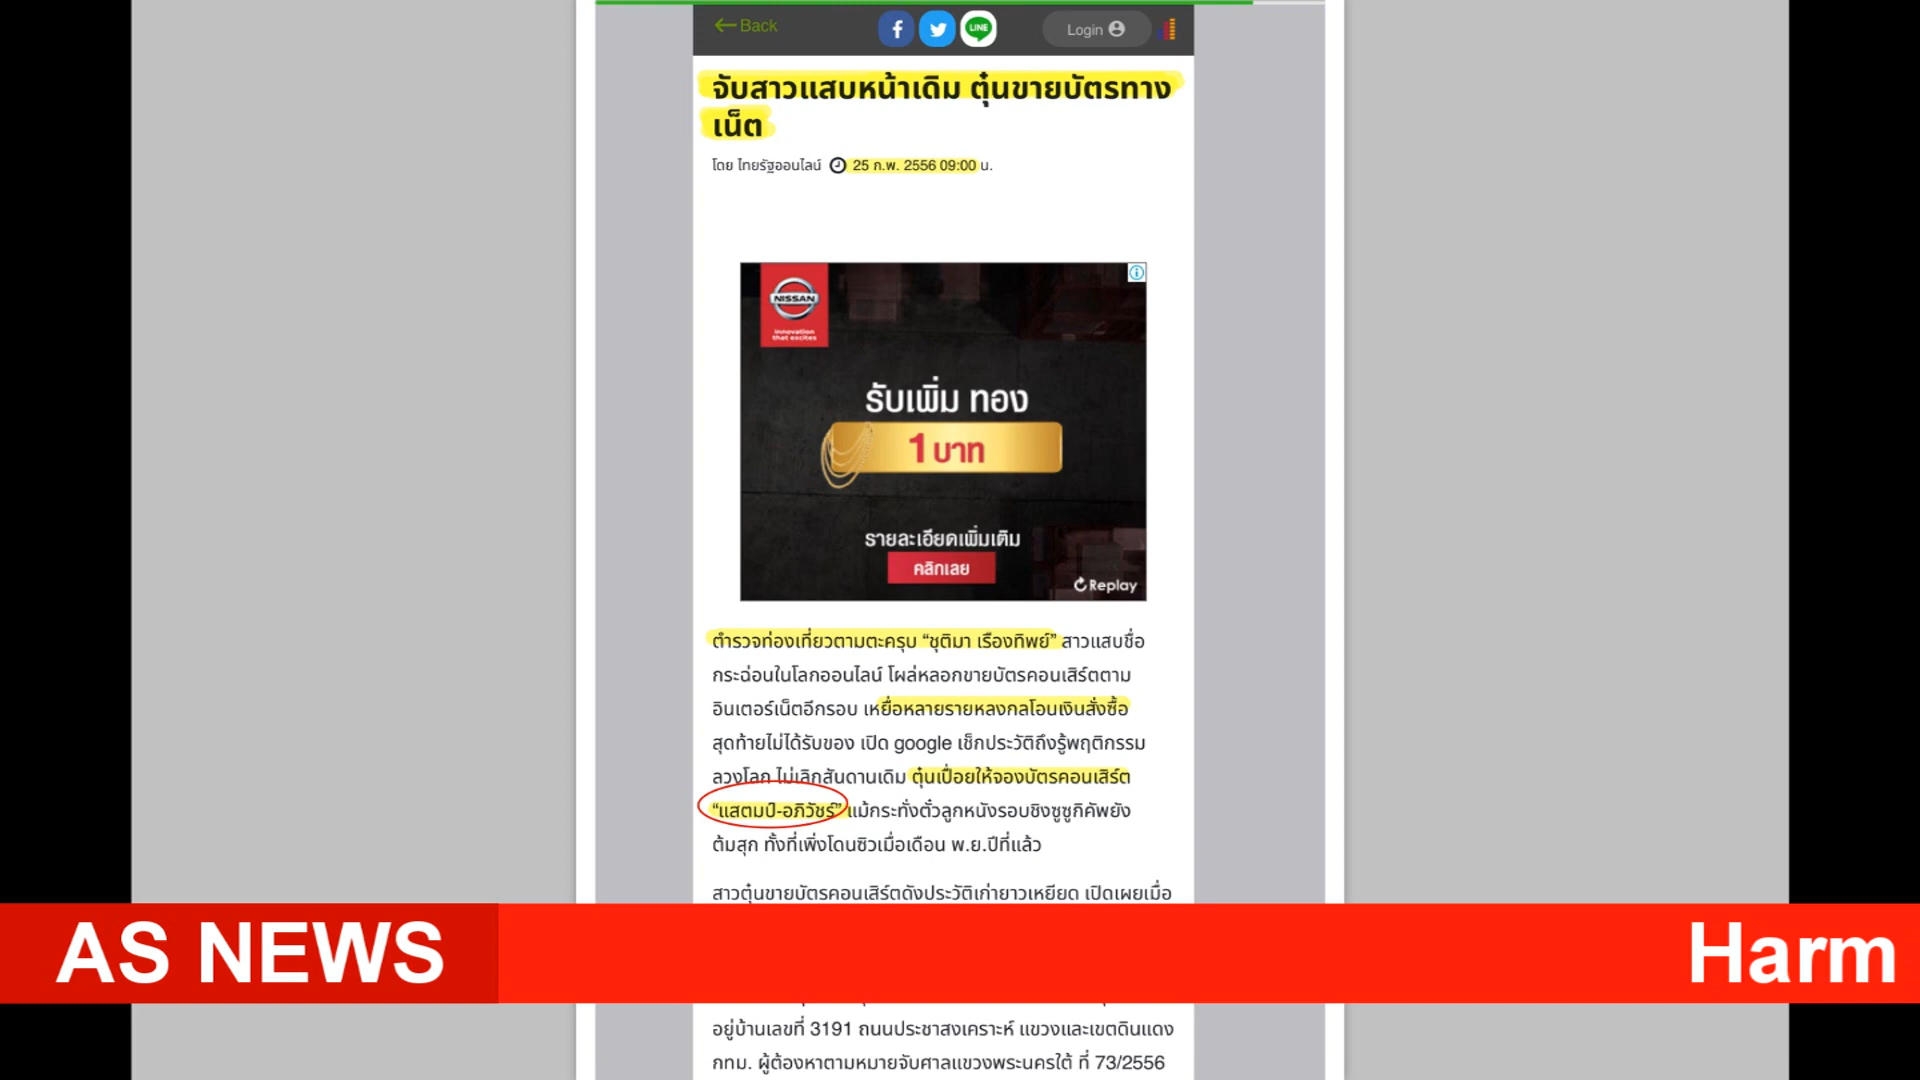 Back
LINE
Login
จับสาวแสบหน้าเดิม ตุ๋นขายบัตรทาง
เน็ต
โดย ไทยรัฐออนไลน์ 25 ก.พ. 2556 09:00 น.
NISSAN
Innovation
that excites
รับเพิ่ม ทอง
1 บาท
รายละเอียดเพิ่มเติม
คลิกเลย
Replay
ตำรวจท่องเที่ยวตามตะครุบ “ชุติมา เรืองทิพย์” สาวแสบชื่อ
กระฉ่อนในโลกออนไลน์ โผล่หลอกขายบัตรคอนเสิร์ตตาม
อินเตอร์เน็ตอีกรอบ เหยื่อหลายรายหลงกลโอนเงินสั่งซื้อ
สุดท้ายไม่ได้รับของ เปิด google เช็กประวัติถึงรู้พฤติกรรม
ลวงโลก ไม่เลิกสันดานเดิม ตุ๋นเปื่อยให้จองบัตรคอนเสิร์ต
“แสตมป์-อภิวัชร์” แม้กระทั่งตั๋วลูกหนังรอบชิงซูซูกิคัพยัง
ต้มสุก ทั้งที่เพิ่งโดนซิวเมื่อเดือน พ.ย.ปีที่แล้ว
สาวตุ๋นขายบัตรคอนเสิร์ตดังประวัติเก่ายาวเหยียด เปิดเผยเมื่อ
AS NEWS
Harm
อยู่บ้านเลขที่ 3191 ถนนประชาสงเคราะห์ แขวงและเขตดินแดง
กทม. ผู้ต้องหาตามหมายจับศาลแขวงพระนครใต้ ที่ 73/2556